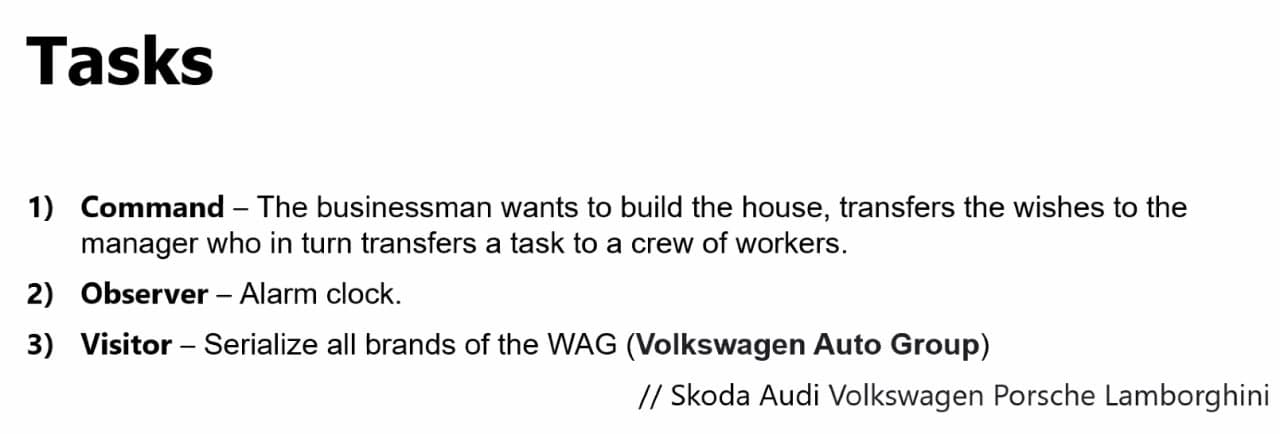 Tasks
1) Command – The businessman wants to build the house, transfers the wishes to the
manager who in turn transfers a task to a crew of workers.
2) Observer – Alarm clock.
3) Visitor – Serialize all brands of the WAG (Volkswagen Auto Group)
// Skoda Audi Volkswagen Porsche Lamborghini